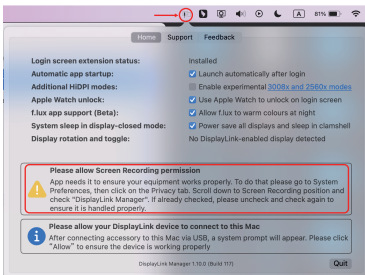 A 81%
Home Support Feedback
Login screen extension status: Installed
Automatic app startup: Launch automatically after login
Additional HiDPI modes: Enable experimental 3008x and 2560x modes
Apple Watch unlock: Use Apple Watch to unlock on login screen
f.lux app support (Beta): Allow f.lux to warm colours at night
System sleep in display-closed mode: Power save all displays and sleep in clamshell
Display rotation and toggle: No DisplayLink-enabled display detected
Please allow Screen Recording permission
App needs it to ensure your equipment works properly. To do that please go to System
Preferences, then click on the Privacy tab. Scroll down to Screen Recording position and
check "DisplayLink Manager". If already checked, please uncheck and check again to
ensure it is handled properly.
Please allow your DisplayLink device to connect to this Mac
After connecting accessory to this Mac via USB, a system prompt will appear. Please click
"Allow" to ensure the device is working properly
DisplayLink Manager 1.10.0 (Build 117)
Quit